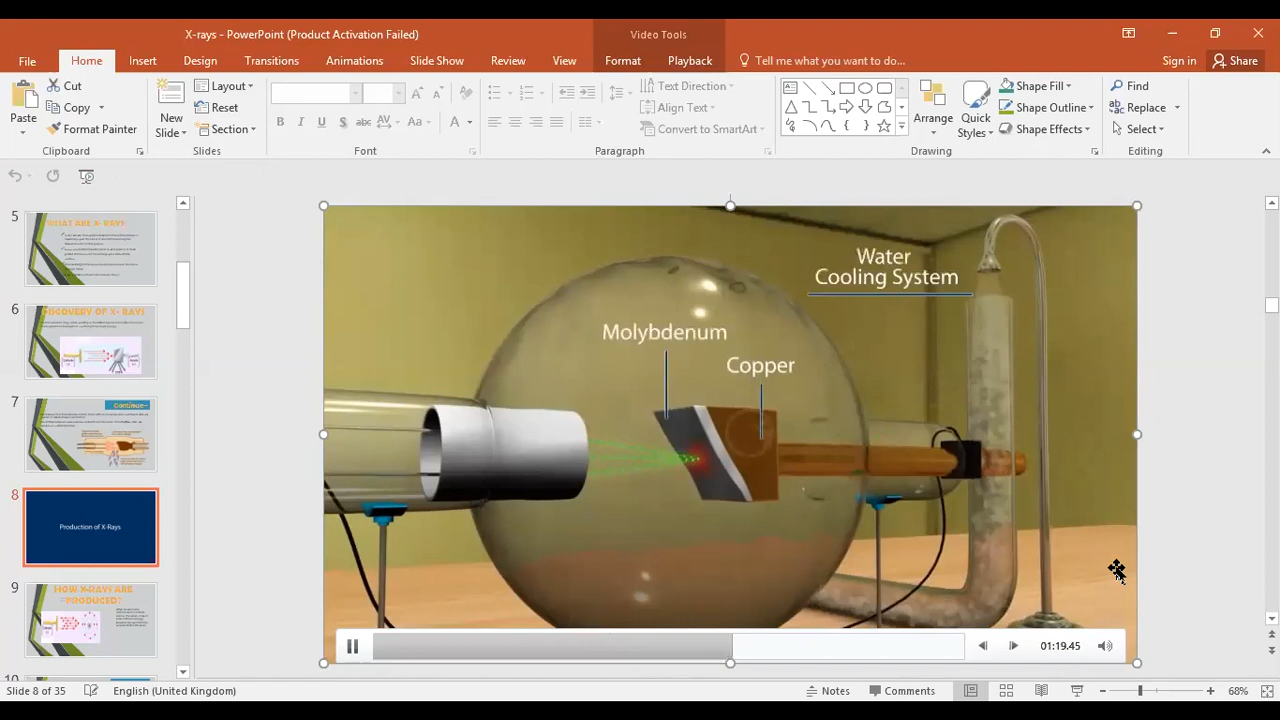 X-rays - PowerPoint (Product Activation Failed)
Video Tools
File
Home
Insert
Design
Transitions
Animations
Slide Show
Review
View
Format
Playback
Tell me what you want to do...
Sign in
Share
Paste
Cut
Copy
Format Painter
Clipboard
New
Slide
Layout
Reset
Section
Slides
B I U S abc AV Aa A
Font
Text Direction
Align Text
Convert to SmartArt
Paragraph
Arrange
Quick
Styles
Shape Fill
Shape Outline
Shape Effects
Drawing
Find
Replace
Select
Editing
5
WHAT ARE X- RAYS
6
DISCOVERY OF X- RAYS
7
Continue--
8
Production of X-Rays
9
HOW X-RAYS ARE
PRODUCED?
10
Water
Cooling System
Molybdenum
Copper
01:19.45
Slide 8 of 35
English (United Kingdom)
Notes
Comments
68%